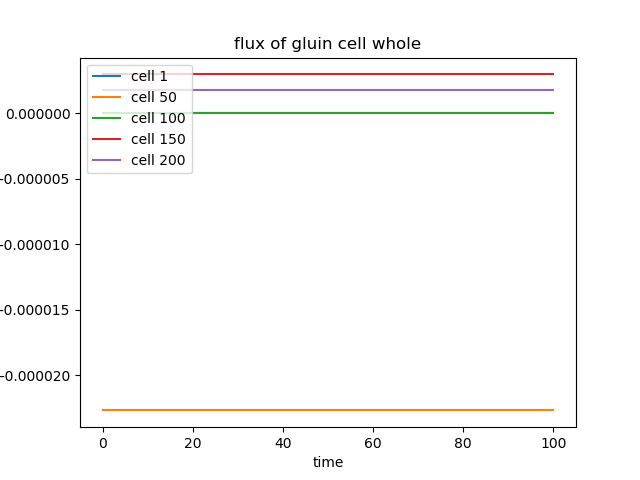 flux of gluin cell whole
cell 1
cell 50
cell 100
cell 150
cell 200
0.000000
-0.000005
-0.000010
-0.000015
-0.000020
0
20
40
60
80
100
time